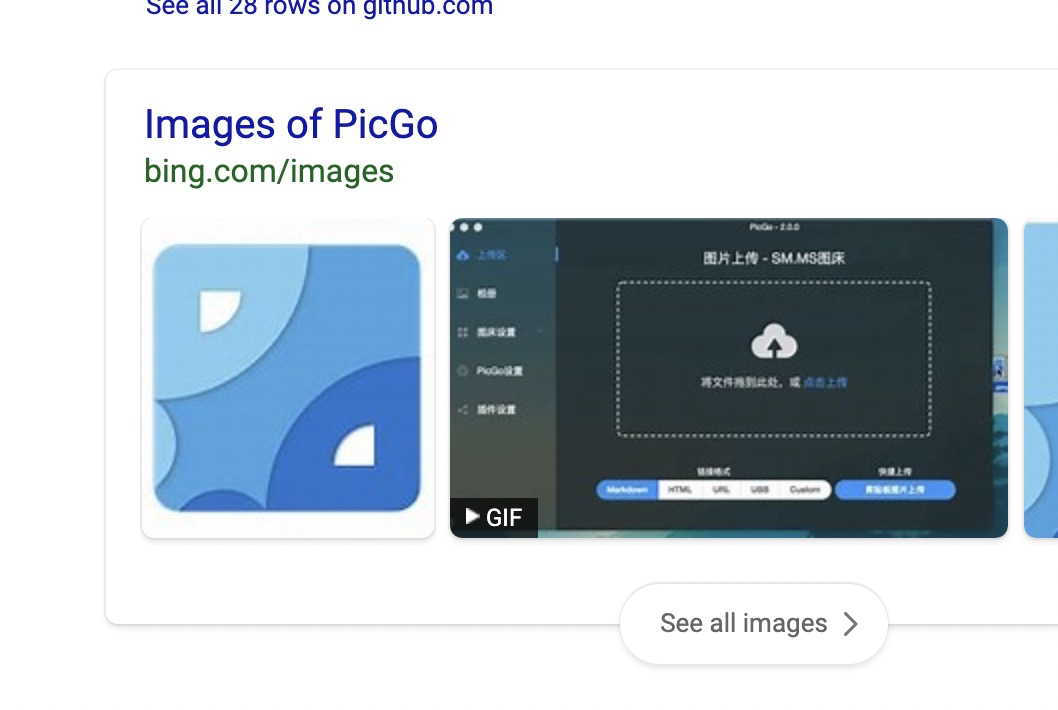 See all 28 rows on github.com
Images of PicGo
bing.com/images
PicGo - 2.0.0
上传区
图片上传 - SM.MS图床
相册
图床设置
PicGo设置
将文件拖到此处，或 点击上传
插件设置
链接格式
快捷上传
Markdown HTML URL UBB Custom
剪贴板图片上传
GIF
See all images